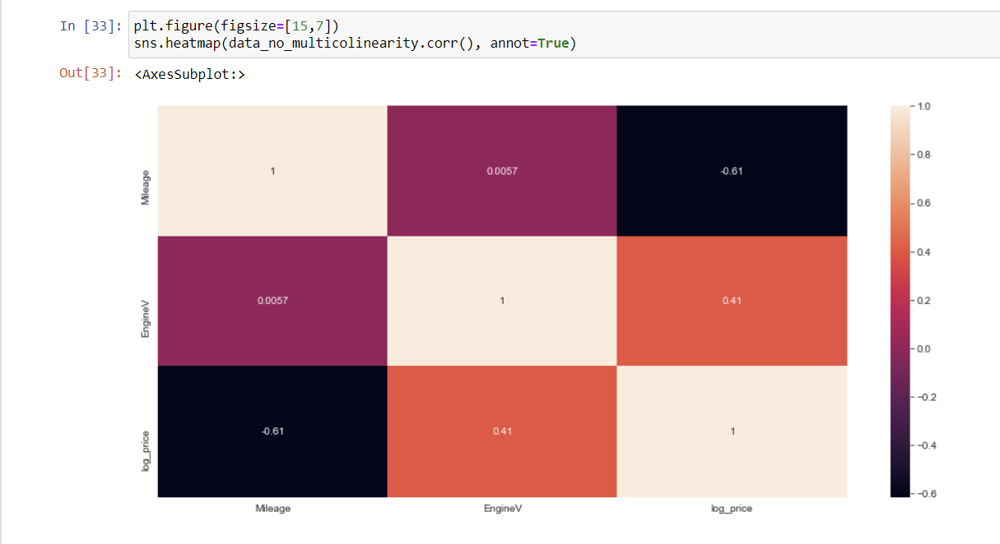 In [33]: plt.figure(figsize=[15,7])
sns.heatmap(data_no_multicolinearity.corr(), annot=True)
Out[33]: <AxesSubplot:>
1.0
0.8
0.6
0.4
0.2
0.0
-0.2
-0.4
-0.6
Mileage
1 0.0057 -0.61
EngineV
0.0057 1 0.41
log_price
-0.61 0.41 1
Mileage EngineV log_price